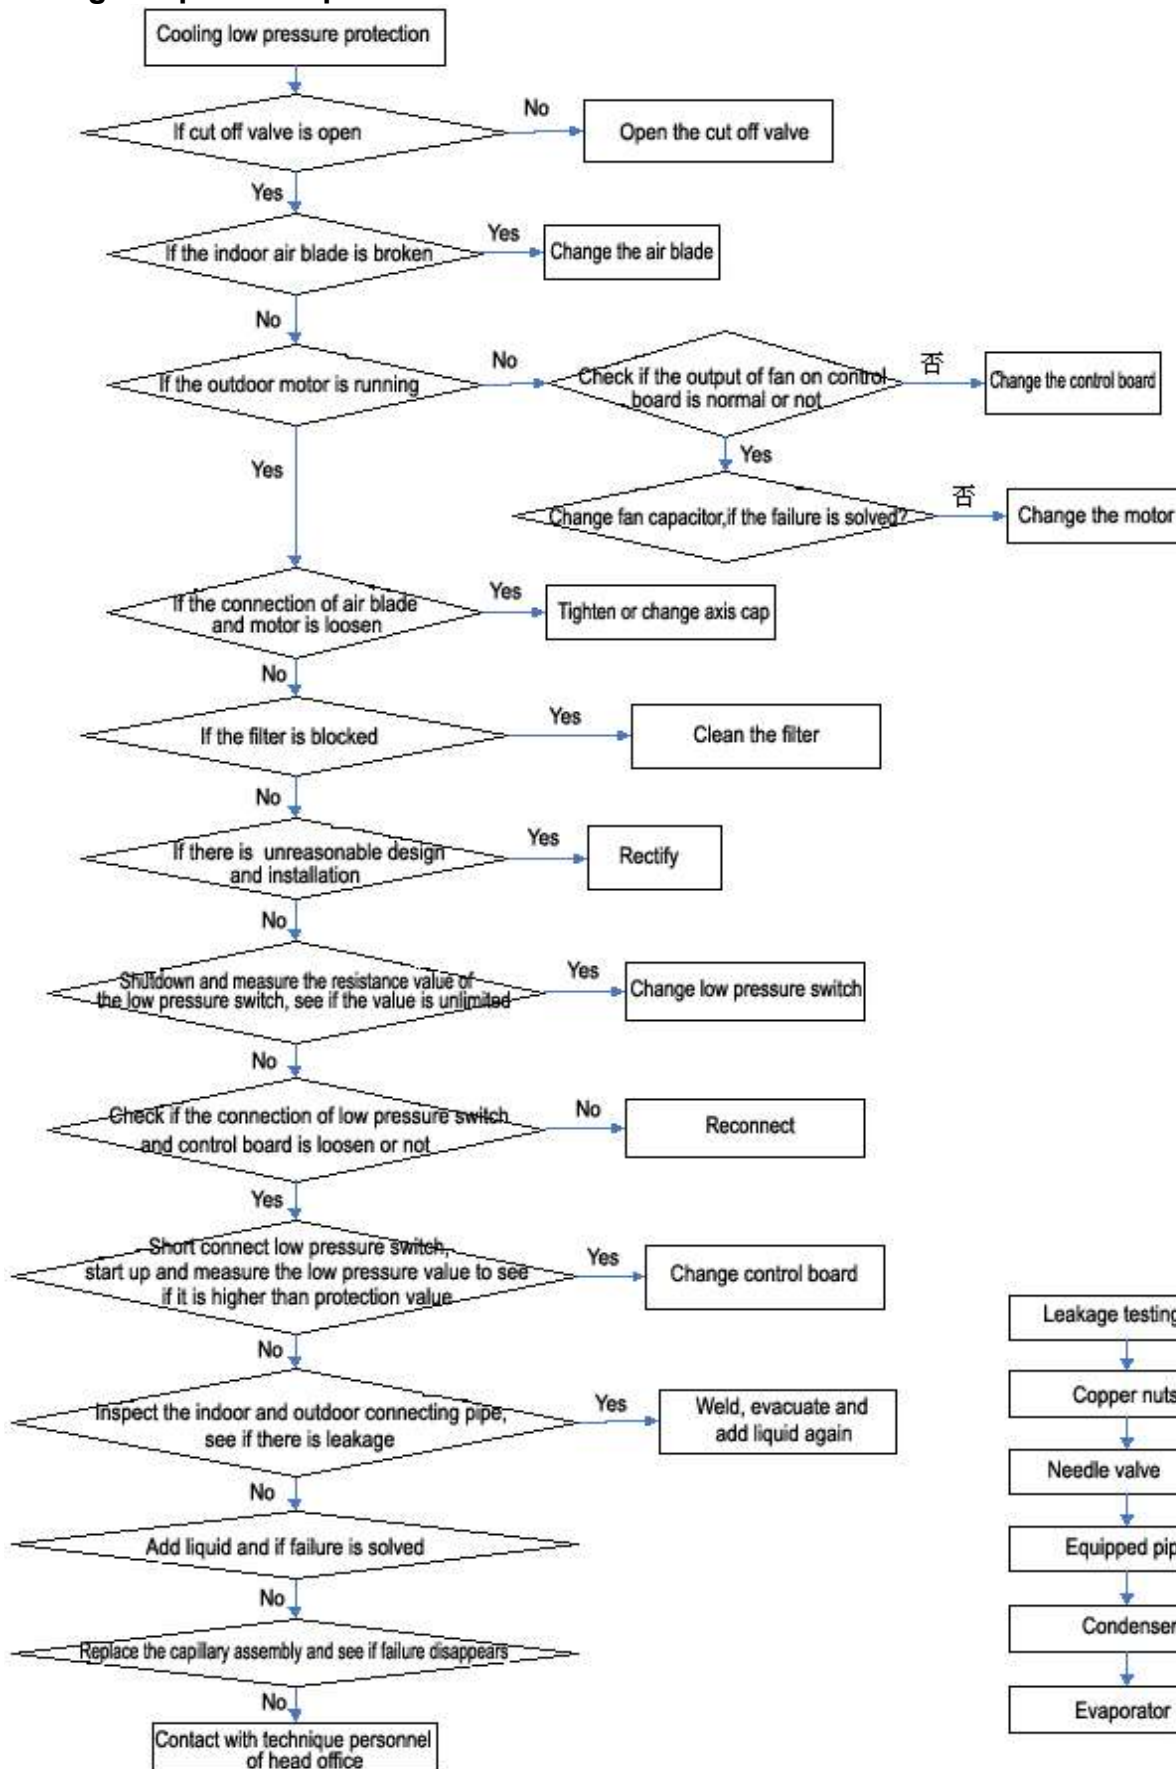 Cooling low pressure protection
If cut off valve is open
No
Open the cut off valve
Yes
If the indoor air blade is broken
Yes
Change the air blade
No
If the outdoor motor is running
No
Check if the output of fan on control
board is normal or not
否
Change the control board
Yes
Yes
Change fan capacitor,if the failure is solved?
否
Change the motor
If the connection of air blade
and motor is loosen
Yes
Tighten or change axis cap
No
If the filter is blocked
Yes
Clean the filter
No
If there is unreasonable design
and installation
Yes
Rectify
No
Shutdown and measure the resistance value of
the low pressure switch, see if the value is unlimited
Yes
Change low pressure switch
No
Check if the connection of low pressure switch
and control board is loosen or not
No
Reconnect
Yes
Short connect low pressure switch,
start up and measure the low pressure value to see
if it is higher than protection value
Yes
Change control board
No
Inspect the indoor and outdoor connecting pipe,
see if there is leakage
Yes
Weld, evacuate and
add liquid again
No
Add liquid and if failure is solved
No
Replace the capillary assembly and see if failure disappears
No
Contact with technique personnel
of head office
Leakage testing
Copper nuts
Needle valve
Equipped pip
Condenser
Evaporator